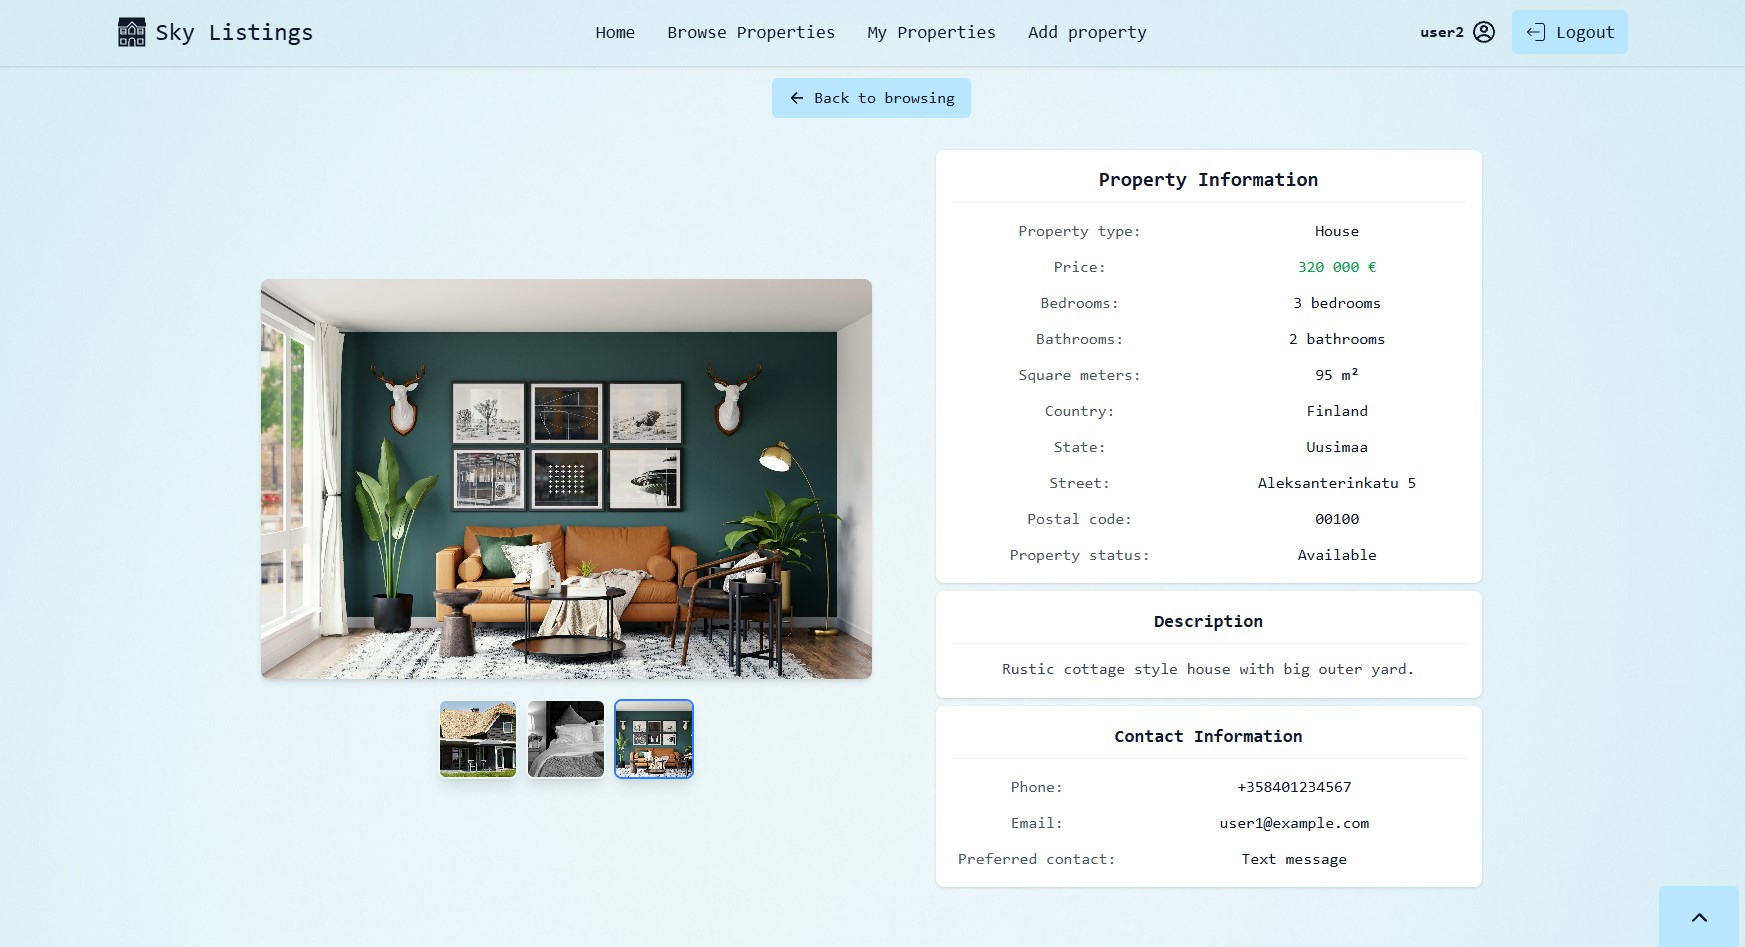 Sky Listings
Home
Browse Properties
My Properties
Add property
user2
Logout
Back to browsing
Property Information
Property type: House
Price: 320 000 €
Bedrooms: 3 bedrooms
Bathrooms: 2 bathrooms
Square meters: 95 m²
Country: Finland
State: Uusimaa
Street: Aleksanterinkatu 5
Postal code: 00100
Property status: Available
Description
Rustic cottage style house with big outer yard.
Contact Information
Phone: +358401234567
Email: user1@example.com
Preferred contact: Text message